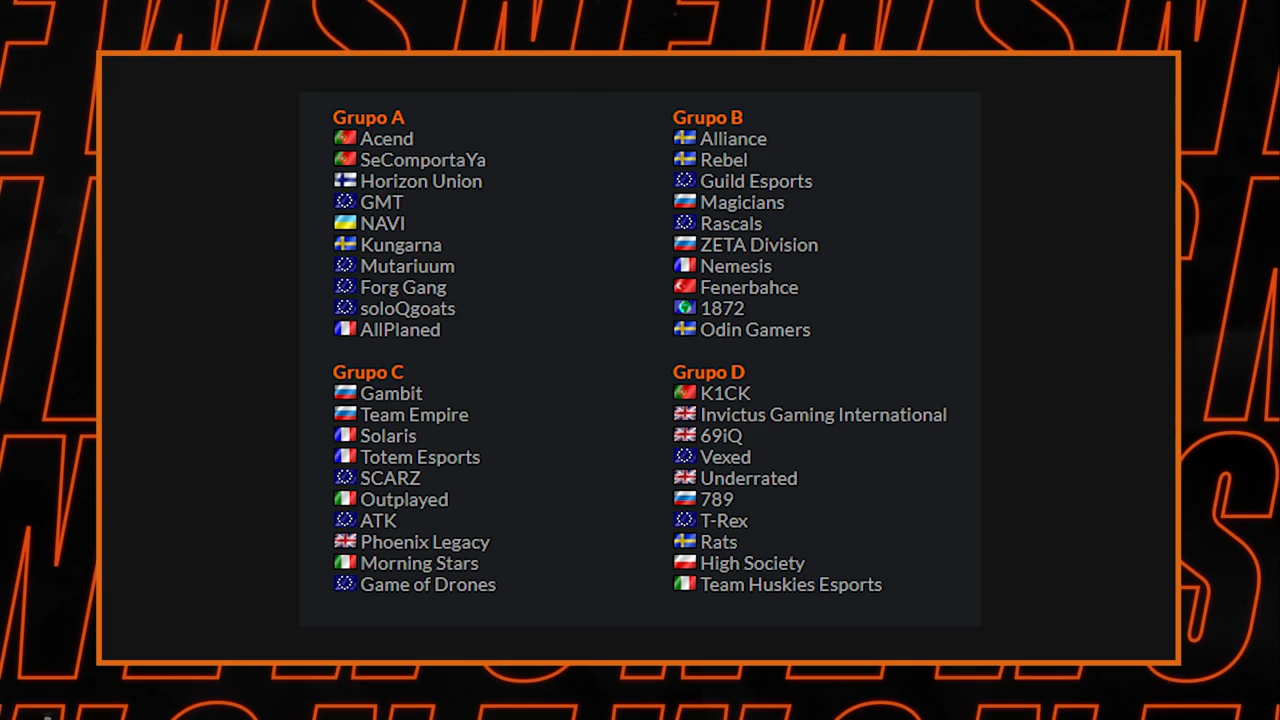 Grupo A
Acend
SeComportaYa
Horizon Union
GMT
NAVI
Kungarna
Mutariuum
Forg Gang
soloQgoats
AllPlaned
Grupo B
Alliance
Rebel
Guild Esports
Magicians
Rascals
ZETA Division
Nemesis
Fenerbahce
1872
Odin Gamers
Grupo C
Gambit
Team Empire
Solaris
Totem Esports
SCARZ
Outplayed
ATK
Phoenix Legacy
Morning Stars
Game of Drones
Grupo D
K1CK
Invictus Gaming International
69iQ
Vexed
Underrated
789
T-Rex
Rats
High Society
Team Huskies Esports